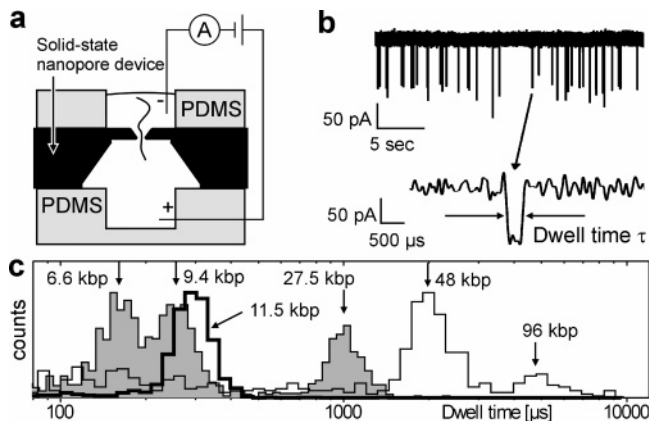 a
Solid-state
nanopore device
A
-
PDMS
PDMS
+
b
50 pA
5 sec
50 pA
500 µs
Dwell time τ
c
6.6 kbp
9.4 kbp
11.5 kbp
27.5 kbp
48 kbp
96 kbp
counts
100
1000
Dwell time [µs]
10000